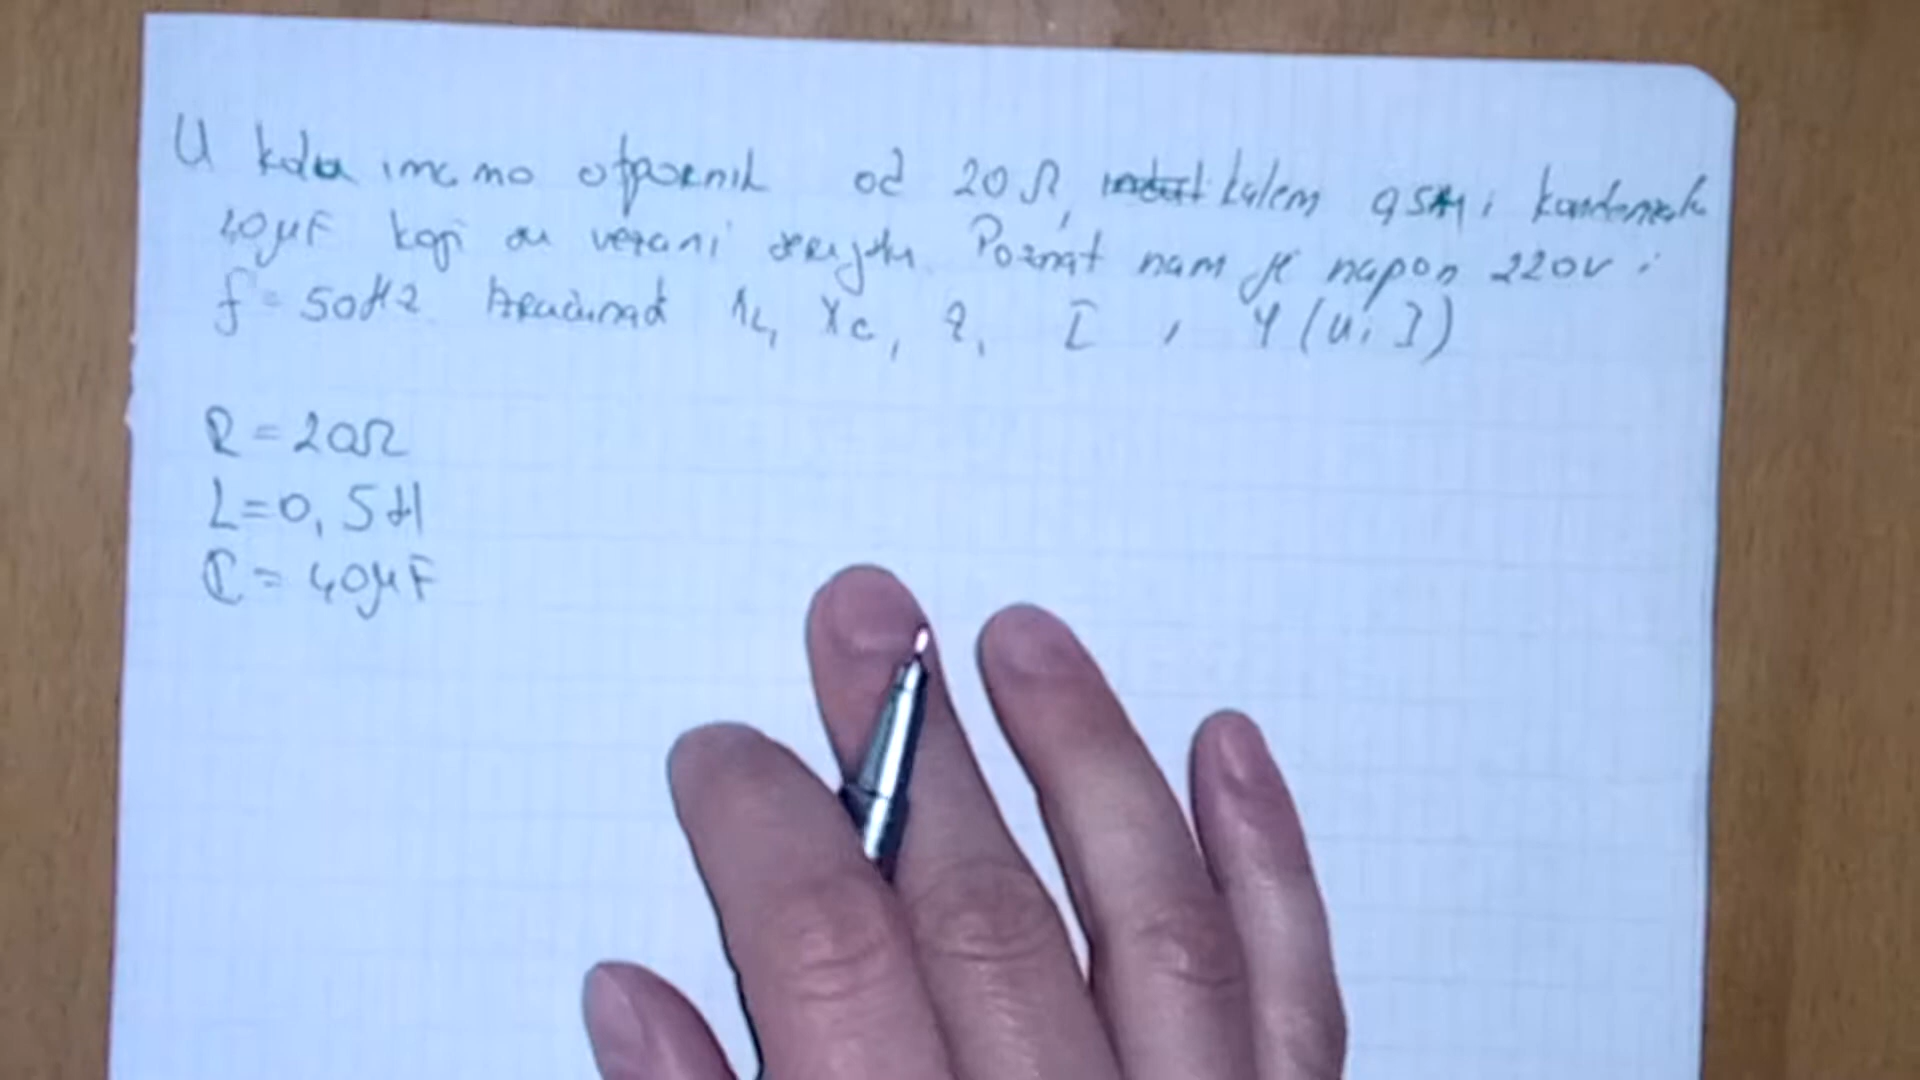 U kolu imamo otpornik od 20Ω, kalem 0,5H i kondenzator
40μF koji su vezani serijski. Poznat nam je napon 220V i
f = 50Hz Izračunati XL, Xc, Z, I, φ (U, I)
R = 20Ω
L = 0,5H
C = 40μF